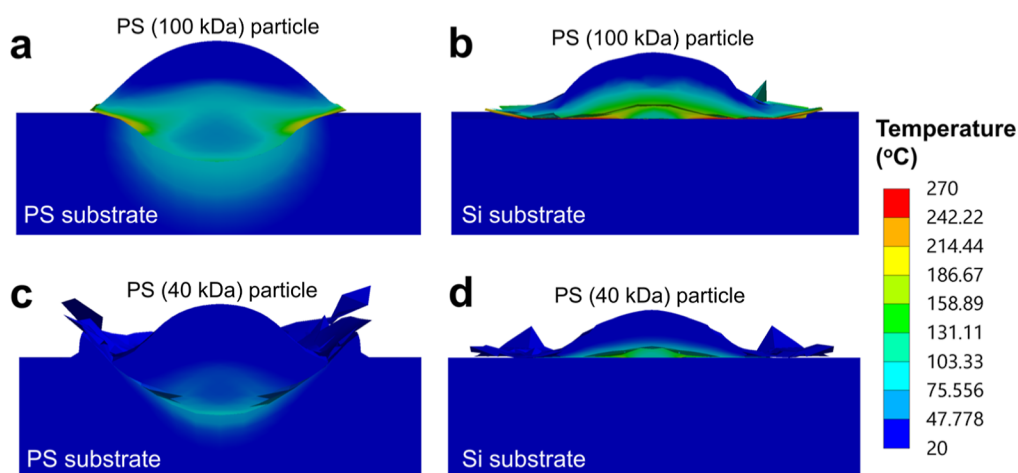 a
PS (100 kDa) particle
PS substrate
b
PS (100 kDa) particle
Si substrate
c
PS (40 kDa) particle
PS substrate
d
PS (40 kDa) particle
Si substrate
Temperature
(ºC)
270
242.22
214.44
186.67
158.89
131.11
103.33
75.556
47.778
20